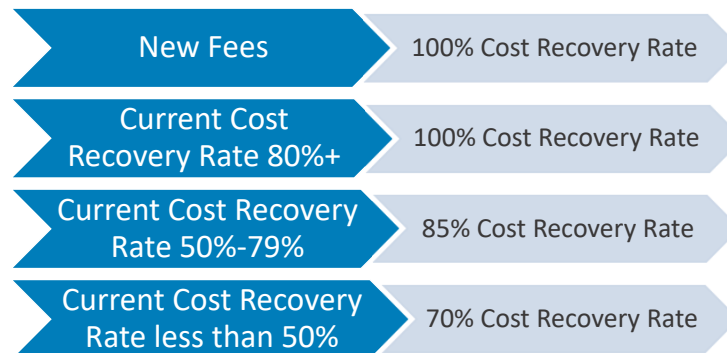 New Fees
100% Cost Recovery Rate
Current Cost
Recovery Rate 80%+
100% Cost Recovery Rate
Current Cost Recovery
Rate 50%-79%
85% Cost Recovery Rate
Current Cost Recovery
Rate less than 50%
70% Cost Recovery Rate